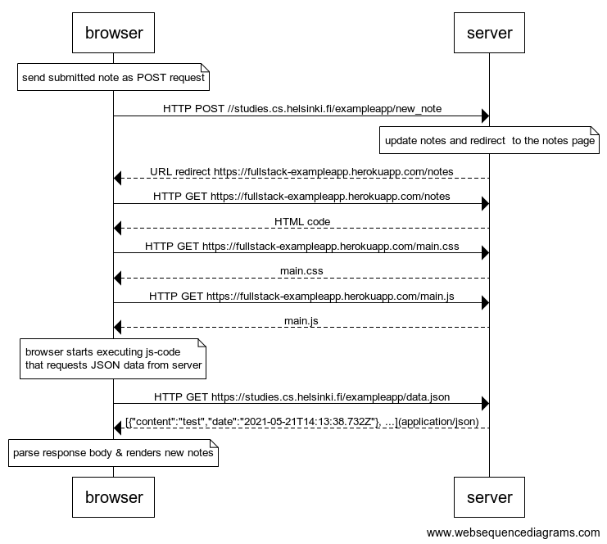 browser
server
send submitted note as POST request
HTTP POST //studies.cs.helsinki.fi/exampleapp/new_note
update notes and redirect  to the notes page
URL redirect https://fullstack-exampleapp.herokuapp.com/notes
HTTP GET https://fullstack-exampleapp.herokuapp.com/notes
HTML code
HTTP GET https://fullstack-exampleapp.herokuapp.com/main.css
main.css
HTTP GET https://fullstack-exampleapp.herokuapp.com/main.js
main.js
browser starts executing js-code
that requests JSON data from server
HTTP GET https://studies.cs.helsinki.fi/exampleapp/data.json
[{"content":"test","date":"2021-05-21T14:13:38.732Z"}, ...](application/json)
parse response body & renders new notes
browser
server
www.websequencediagrams.com